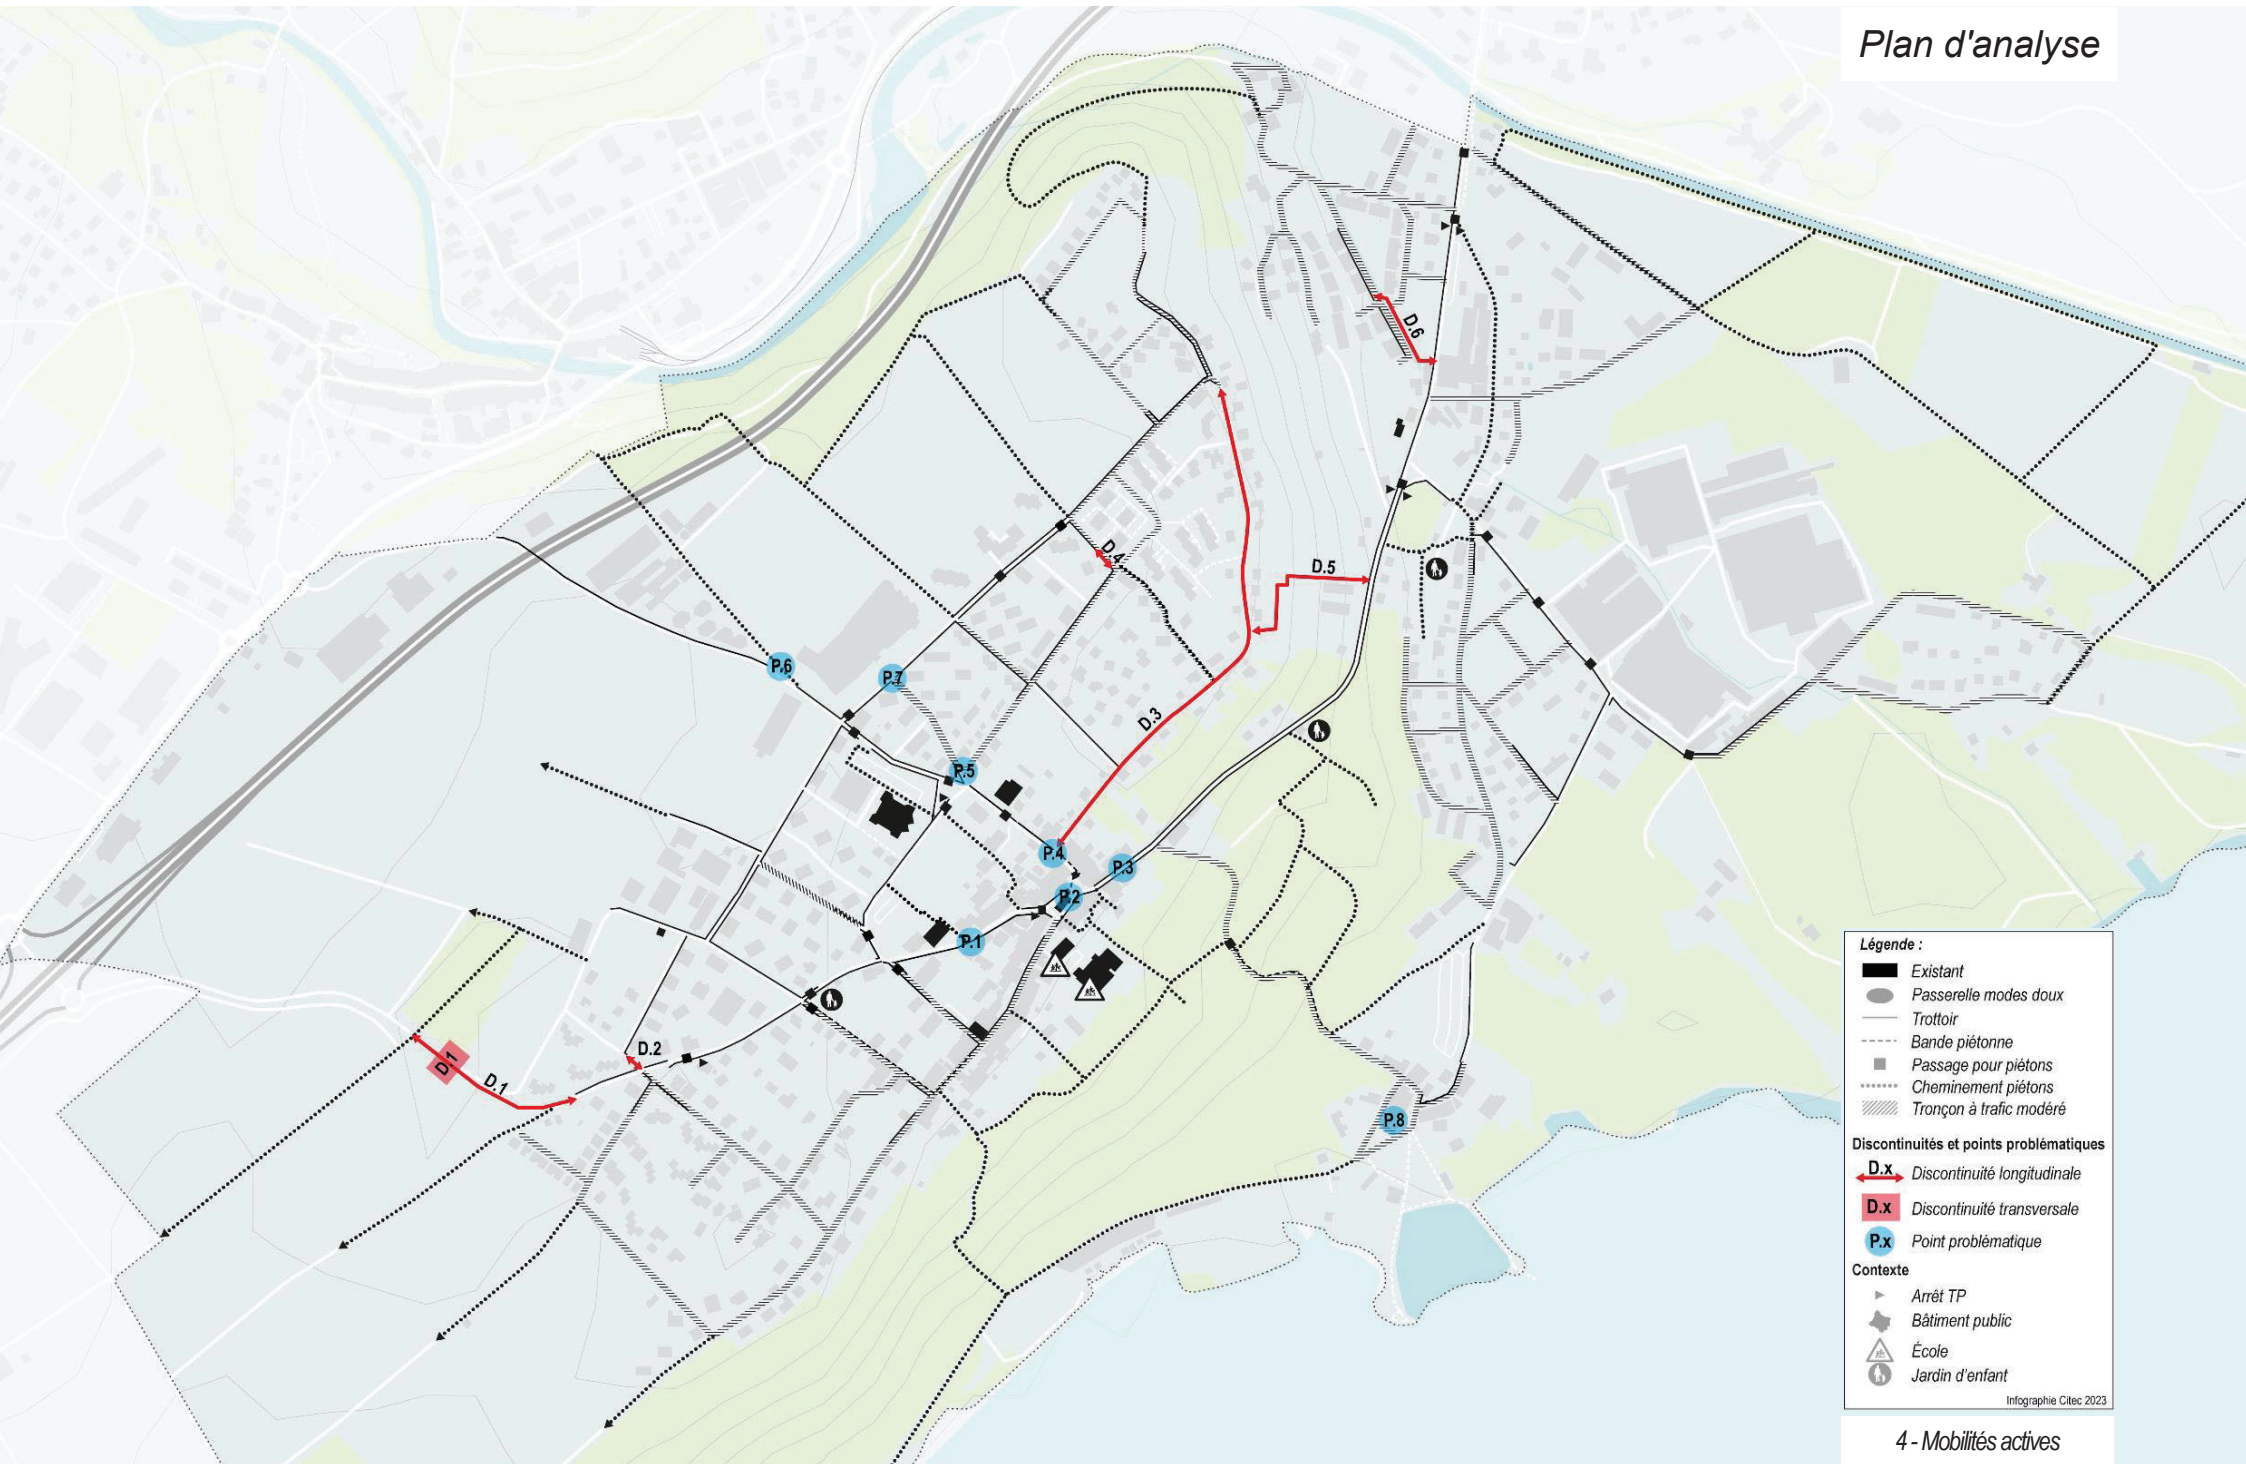 Plan d'analyse
D.6
D.4
D.5
P.6
P.7
D.3
P.5
P.4
P.3
P.2
P.1
D.2
D.1
D.1
P.8
Légende :
Existant
Passerelle modes doux
Trottoir
Bande piétonne
Passage pour piétons
Cheminement piétons
Tronçon à trafic modéré
Discontinuités et points problématiques
D.x Discontinuité longitudinale
D.x Discontinuité transversale
P.x Point problématique
Contexte
Arrêt TP
Bâtiment public
École
Jardin d'enfant
Infographie Citec 2023
4 - Mobilités actives